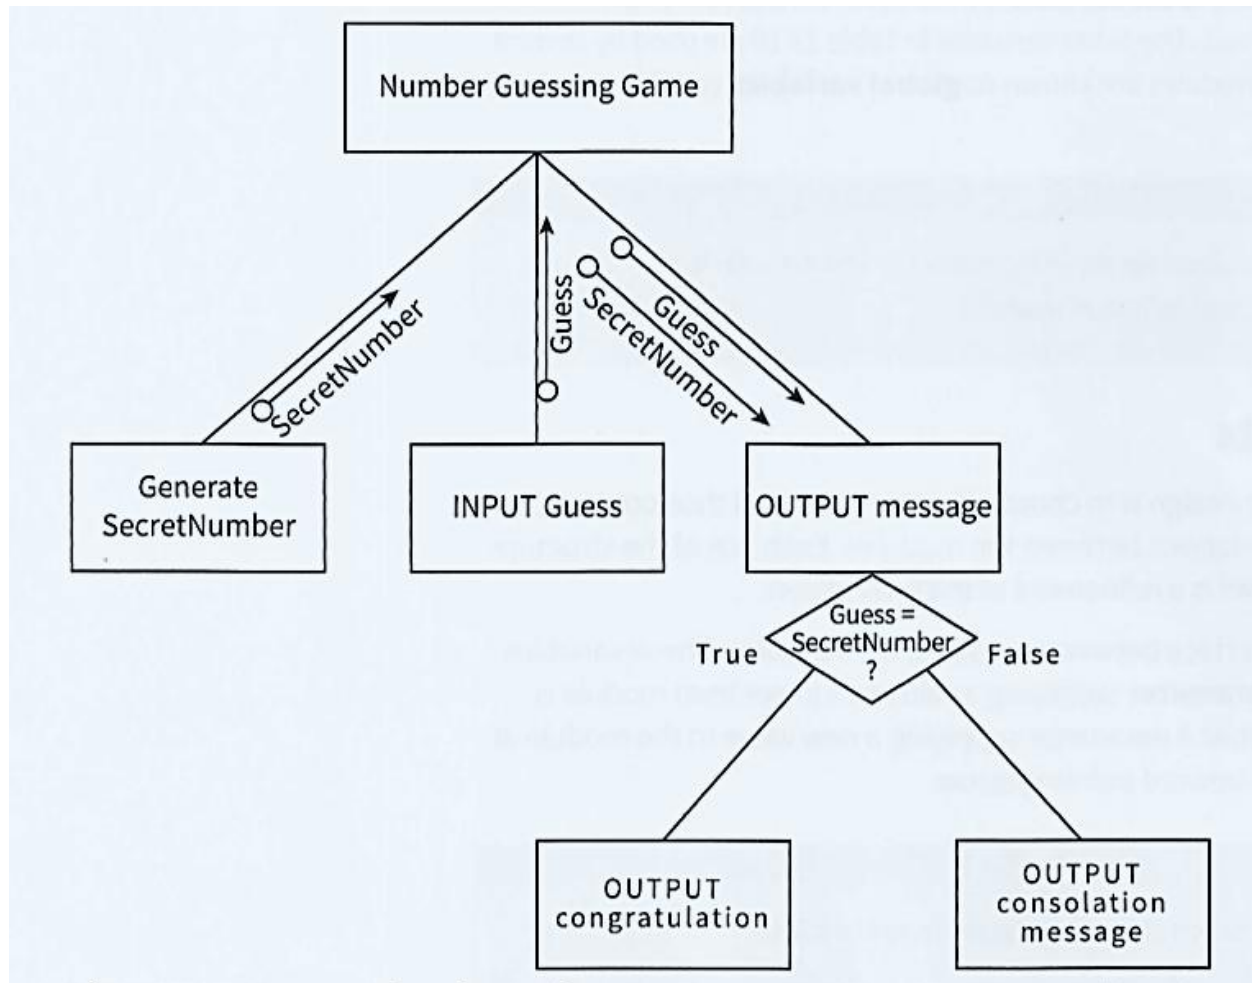 Number Guessing Game
SecretNumber
Guess
Guess
SecretNumber
Generate
SecretNumber
INPUT Guess
OUTPUT message
Guess =
SecretNumber
?
True
False
OUTPUT
congratulation
OUTPUT
consolation
message